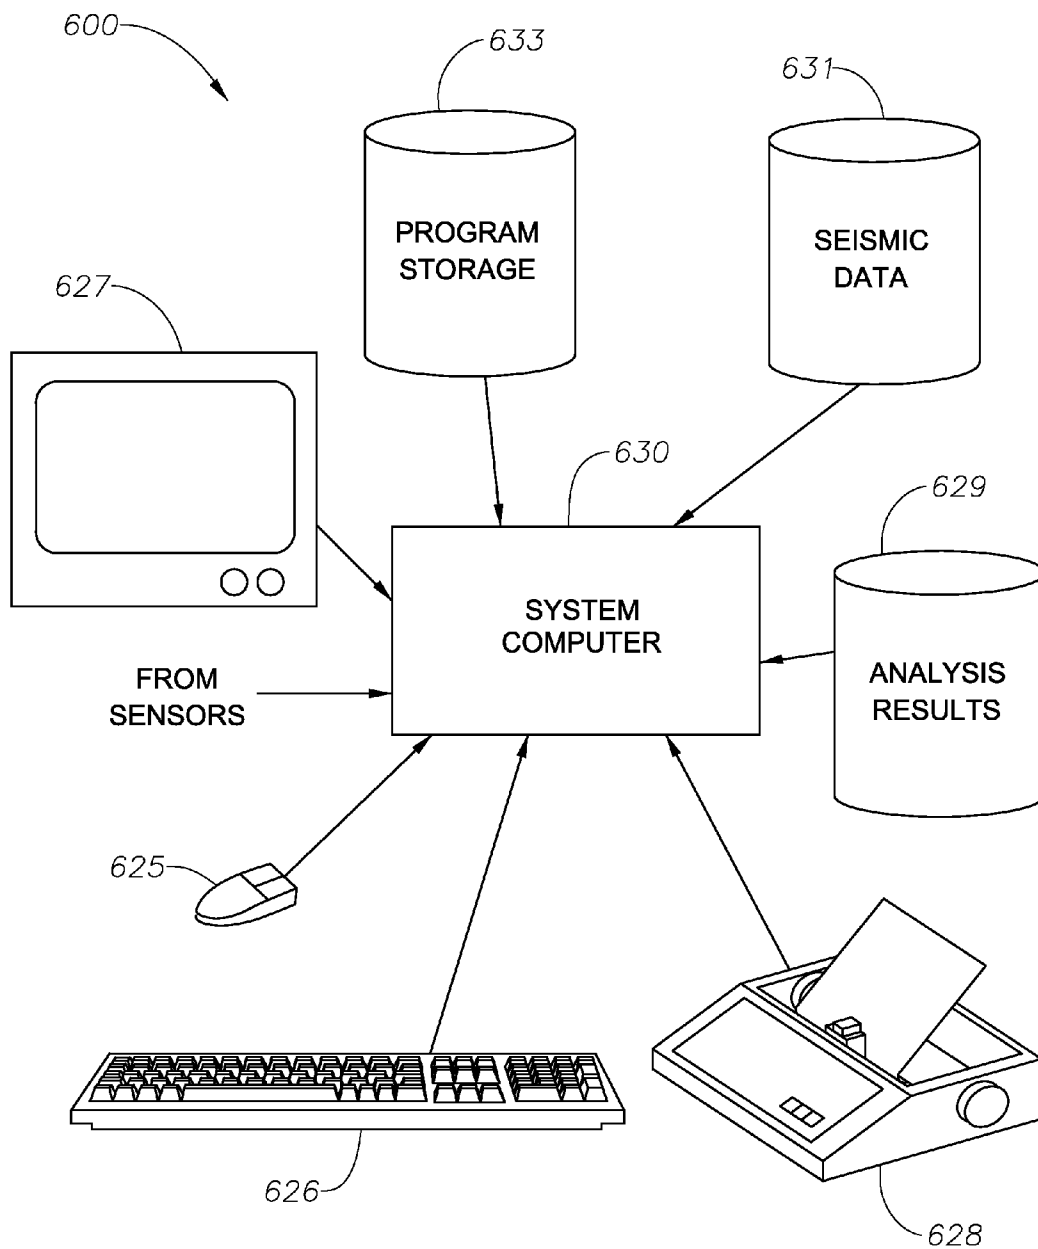 600
633
631
PROGRAM
STORAGE
SEISMIC
DATA
627
630
629
SYSTEM
COMPUTER
FROM
SENSORS
ANALYSIS
RESULTS
625
626
628